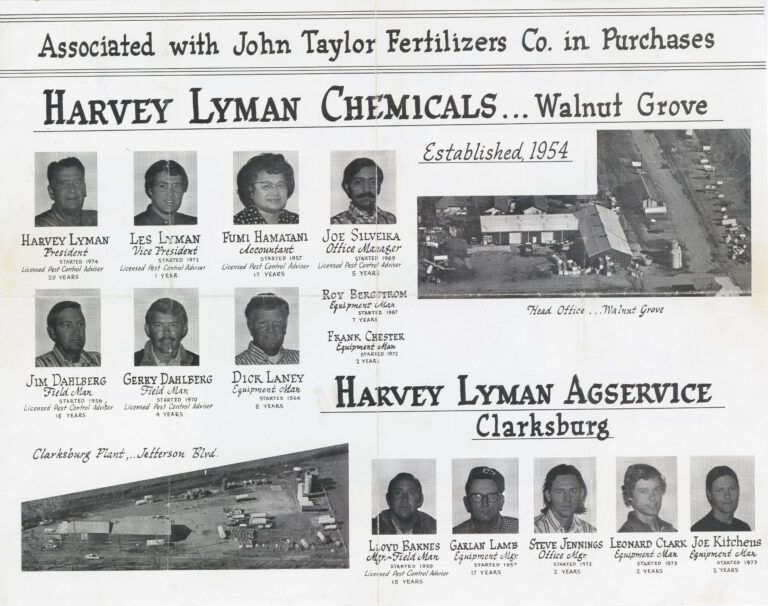 Associated with John Taylor Fertilizers Co. in Purchases
HARVEY LYMAN CHEMICALS... Walnut Grove
Established, 1954
HARVEY LYMAN
President
STARTED 1974
Licensed Pest Control Adviser
20 YEARS
LES LYMAN
Vice President
STARTED 1973
Licensed Pest Control Adviser
1 YEAR
FUMI HAMATANI
Accountant
STARTED 1957
Licensed Pest Control Adviser
17 YEARS
JOE SILVEIRA
Office Manager
STARTED 1969
Licensed Pest Control Adviser
5 YEARS
ROY BERGSTROM
Equipment Man
STARTED 1967
7 YEARS
FRANK CHESTER
Equipment Man
STARTED 1972
2 YEARS
Head Office ... Walnut Grove
JIM DAHLBERG
Field Man
STARTED 1956
Licensed Pest Control Adviser
18 YEARS
GERRY DAHLBERG
Field Man
STARTED 1970
Licensed Pest Control Adviser
4 YEARS
DICK LANEY
Equipment Man
STARTED 1966
8 YEARS
HARVEY LYMAN AGSERVICE
Clarksburg
Clarksburg Plant,..Jefferson Blvd.
LLOYD BARNES
Mgr.-Field Man
STARTED 1959
Licensed Pest Control Adviser
15 YEARS
GARLAN LAMB
Equipment Mgr.
STARTED 1957
17 YEARS
STEVE JENNINGS
Office Mgr.
STARTED 1972
2 YEARS
LEONARD CLARK
Equipment Man
STARTED 1973
2 YEARS
JOE KITCHENS
Equipment Man
STARTED 1973
2 YEARS